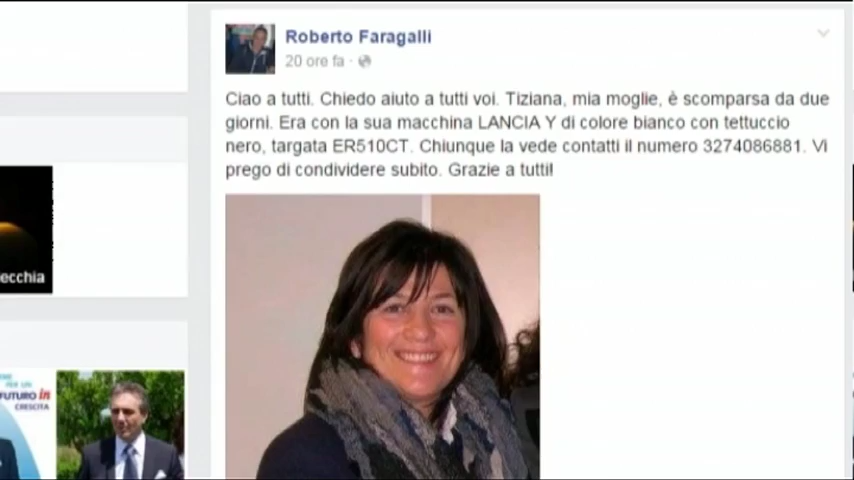 Roberto Faragalli
20 ore fa ·
Ciao a tutti. Chiedo aiuto a tutti voi. Tiziana, mia moglie, è scomparsa da due
giorni. Era con la sua macchina LANCIA Y di colore bianco con tettuccio
nero, targata ER510CT. Chiunque la vede contatti il numero 3274086881. Vi
prego di condividere subito. Grazie a tutti!
ecchia
PER UN
FUTURO in
CRESCITA